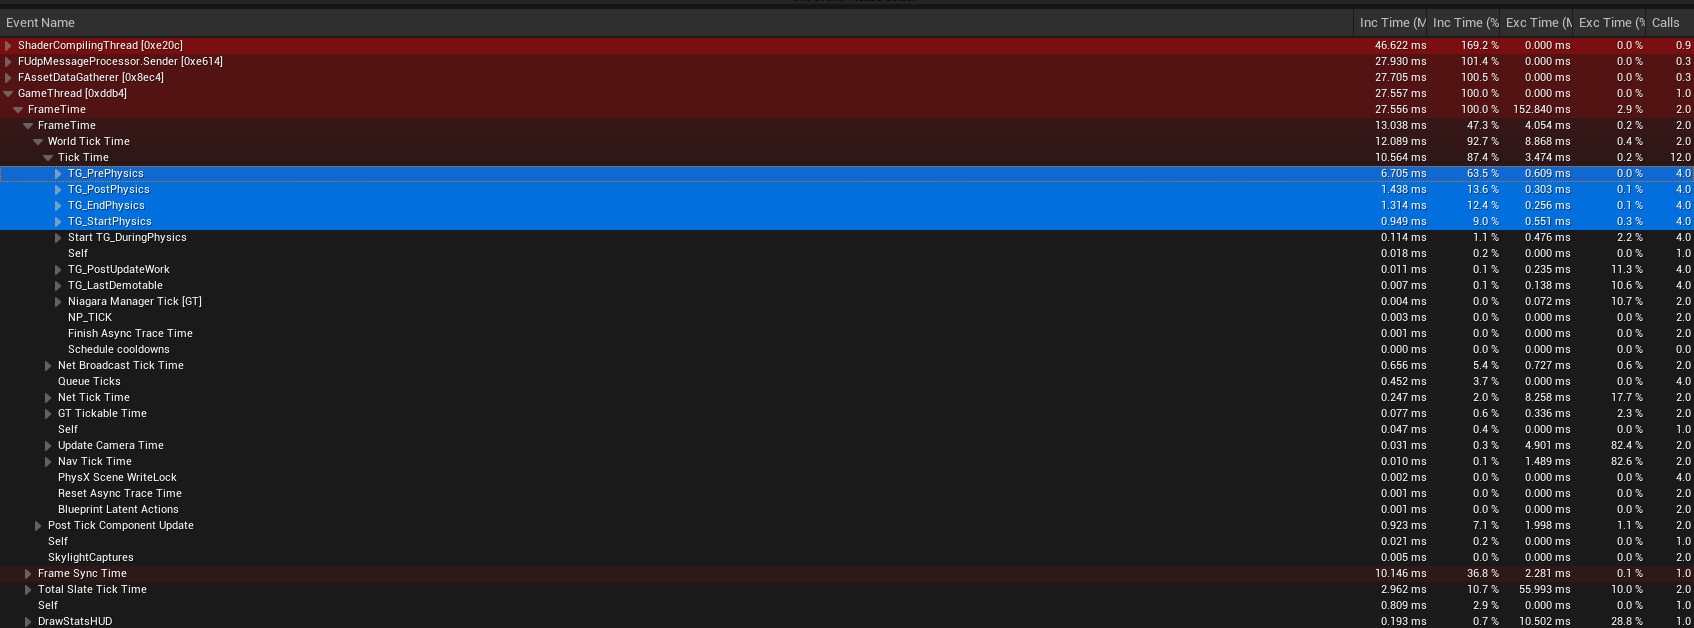 Event Name Inc Time (M Inc Time (% Exc Time (M Exc Time (% Calls
ShaderCompilingThread [0xe20c] 46.622 ms 169.2 % 0.000 ms 0.0 % 0.9
FUdpMessageProcessor.Sender [0xe614] 27.930 ms 101.4 % 0.000 ms 0.0 % 0.3
FAssetDataGatherer [0x8ec4] 27.705 ms 100.5 % 0.000 ms 0.0 % 0.3
GameThread [0xddb4] 27.557 ms 100.0 % 0.000 ms 0.0 % 1.0
FrameTime 27.556 ms 100.0 % 152.840 ms 2.9 % 2.0
FrameTime 13.038 ms 47.3 % 4.054 ms 0.2 % 2.0
World Tick Time 12.089 ms 92.7 % 8.868 ms 0.4 % 2.0
Tick Time 10.564 ms 87.4 % 3.474 ms 0.2 % 12.0
TG_PrePhysics 6.705 ms 63.5 % 0.609 ms 0.0 % 4.0
TG_PostPhysics 1.438 ms 13.6 % 0.303 ms 0.1 % 4.0
TG_EndPhysics 1.314 ms 12.4 % 0.256 ms 0.1 % 4.0
TG_StartPhysics 0.949 ms 9.0 % 0.551 ms 0.3 % 4.0
Start TG_DuringPhysics 0.114 ms 1.1 % 0.476 ms 2.2 % 4.0
Self 0.018 ms 0.2 % 0.000 ms 0.0 % 1.0
TG_PostUpdateWork 0.011 ms 0.1 % 0.235 ms 11.3 % 4.0
TG_LastDemotable 0.007 ms 0.1 % 0.138 ms 10.6 % 4.0
Niagara Manager Tick [GT] 0.004 ms 0.0 % 0.072 ms 10.7 % 2.0
NP_TICK 0.003 ms 0.0 % 0.000 ms 0.0 % 2.0
Finish Async Trace Time 0.001 ms 0.0 % 0.000 ms 0.0 % 2.0
Schedule cooldowns 0.000 ms 0.0 % 0.000 ms 0.0 % 0.0
Net Broadcast Tick Time 0.656 ms 5.4 % 0.727 ms 0.6 % 2.0
Queue Ticks 0.452 ms 3.7 % 0.000 ms 0.0 % 4.0
Net Tick Time 0.247 ms 2.0 % 8.258 ms 17.7 % 2.0
GT Tickable Time 0.077 ms 0.6 % 0.336 ms 2.3 % 2.0
Self 0.047 ms 0.4 % 0.000 ms 0.0 % 1.0
Update Camera Time 0.031 ms 0.3 % 4.901 ms 82.4 % 2.0
Nav Tick Time 0.010 ms 0.1 % 1.489 ms 82.6 % 2.0
PhysX Scene WriteLock 0.002 ms 0.0 % 0.000 ms 0.0 % 4.0
Reset Async Trace Time 0.001 ms 0.0 % 0.000 ms 0.0 % 2.0
Blueprint Latent Actions 0.001 ms 0.0 % 0.000 ms 0.0 % 2.0
Post Tick Component Update 0.923 ms 7.1 % 1.998 ms 1.1 % 2.0
Self 0.021 ms 0.2 % 0.000 ms 0.0 % 1.0
SkylightCaptures 0.005 ms 0.0 % 0.000 ms 0.0 % 2.0
Frame Sync Time 10.146 ms 36.8 % 2.281 ms 0.1 % 1.0
Total Slate Tick Time 2.962 ms 10.7 % 55.993 ms 10.0 % 2.0
Self 0.809 ms 2.9 % 0.000 ms 0.0 % 1.0
DrawStatsHUD 0.193 ms 0.7 % 10.502 ms 28.8 % 1.0